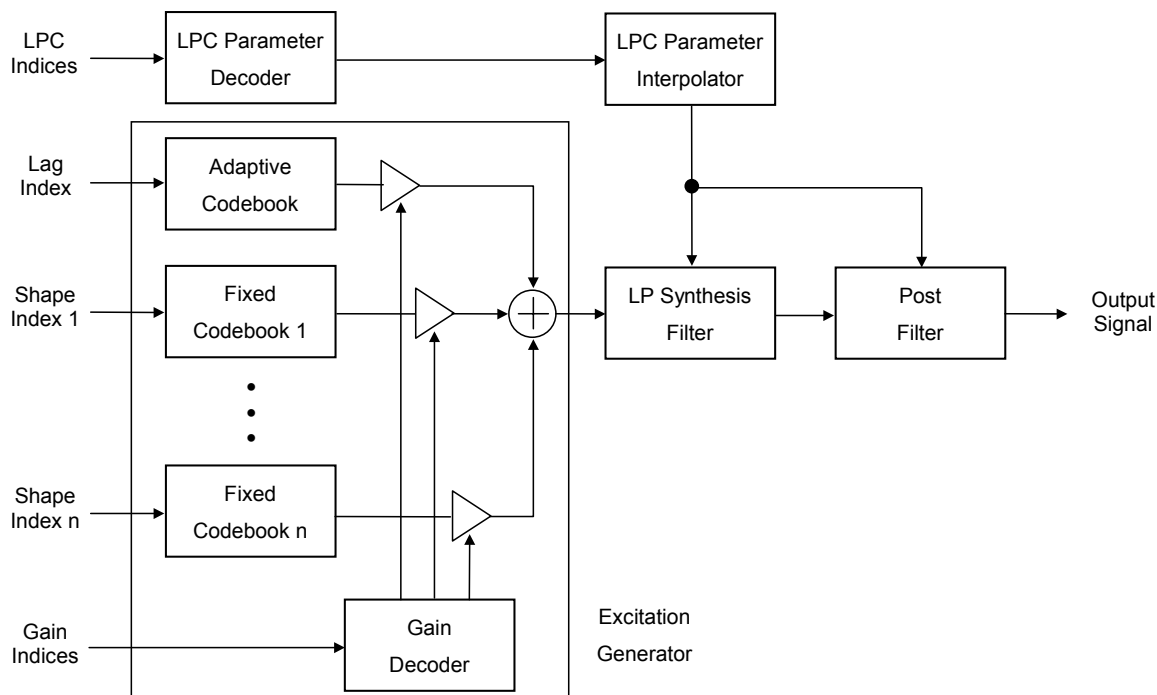 LPC
Indices
LPC Parameter
Decoder
LPC Parameter
Interpolator
Lag
Index
Adaptive
Codebook
Shape
Index 1
Fixed
Codebook 1
LP Synthesis
Filter
Post
Filter
Output
Signal
Shape
Index n
Fixed
Codebook n
Gain
Indices
Gain
Decoder
Excitation
Generator